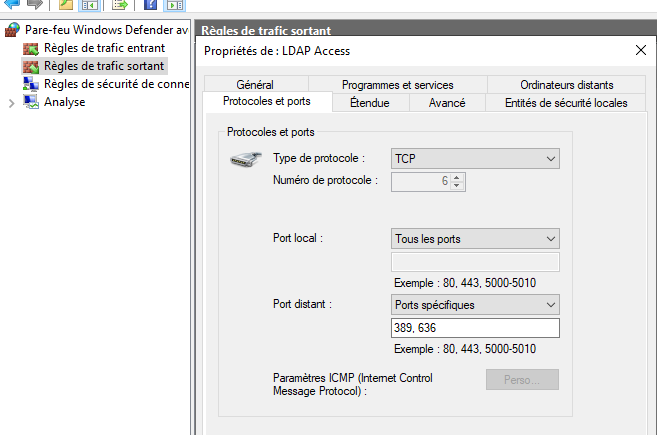 Pare-feu Windows Defender av
Règles de trafic entrant
Règles de trafic sortant
Règles de sécurité de conne
Analyse
Règles de trafic sortant
Propriétés de : LDAP Access
Général
Programmes et services
Ordinateurs distants
Protocoles et ports
Étendue
Avancé
Entités de sécurité locales
Protocoles et ports
Type de protocole :
TCP
Numéro de protocole :
6
Port local :
Tous les ports
Exemple : 80, 443, 5000-5010
Port distant :
Ports spécifiques
389, 636
Exemple : 80, 443, 5000-5010
Paramètres ICMP (Internet Control
Message Protocol) :
Perso...